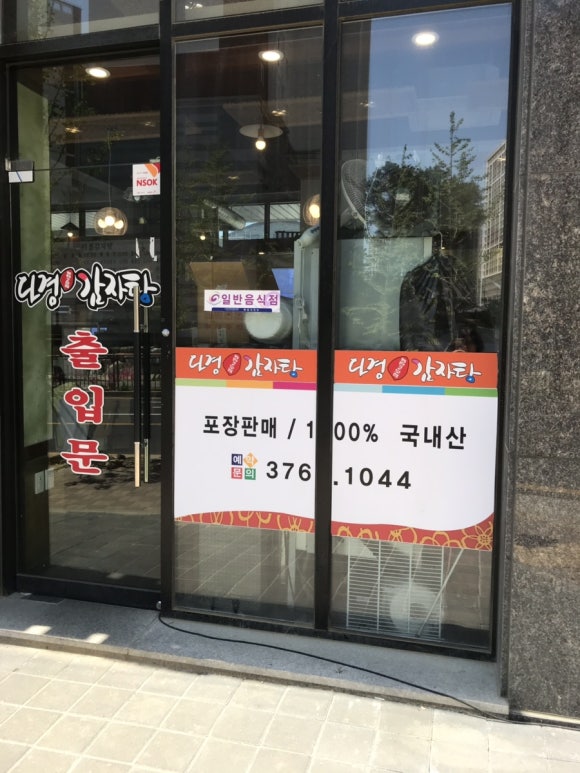 NSOK
디경 감자탕
출입문
일반음식점
디경 감자탕
디경 감자탕
포장판매 / 100% 국내산
예약문의 376 .1044